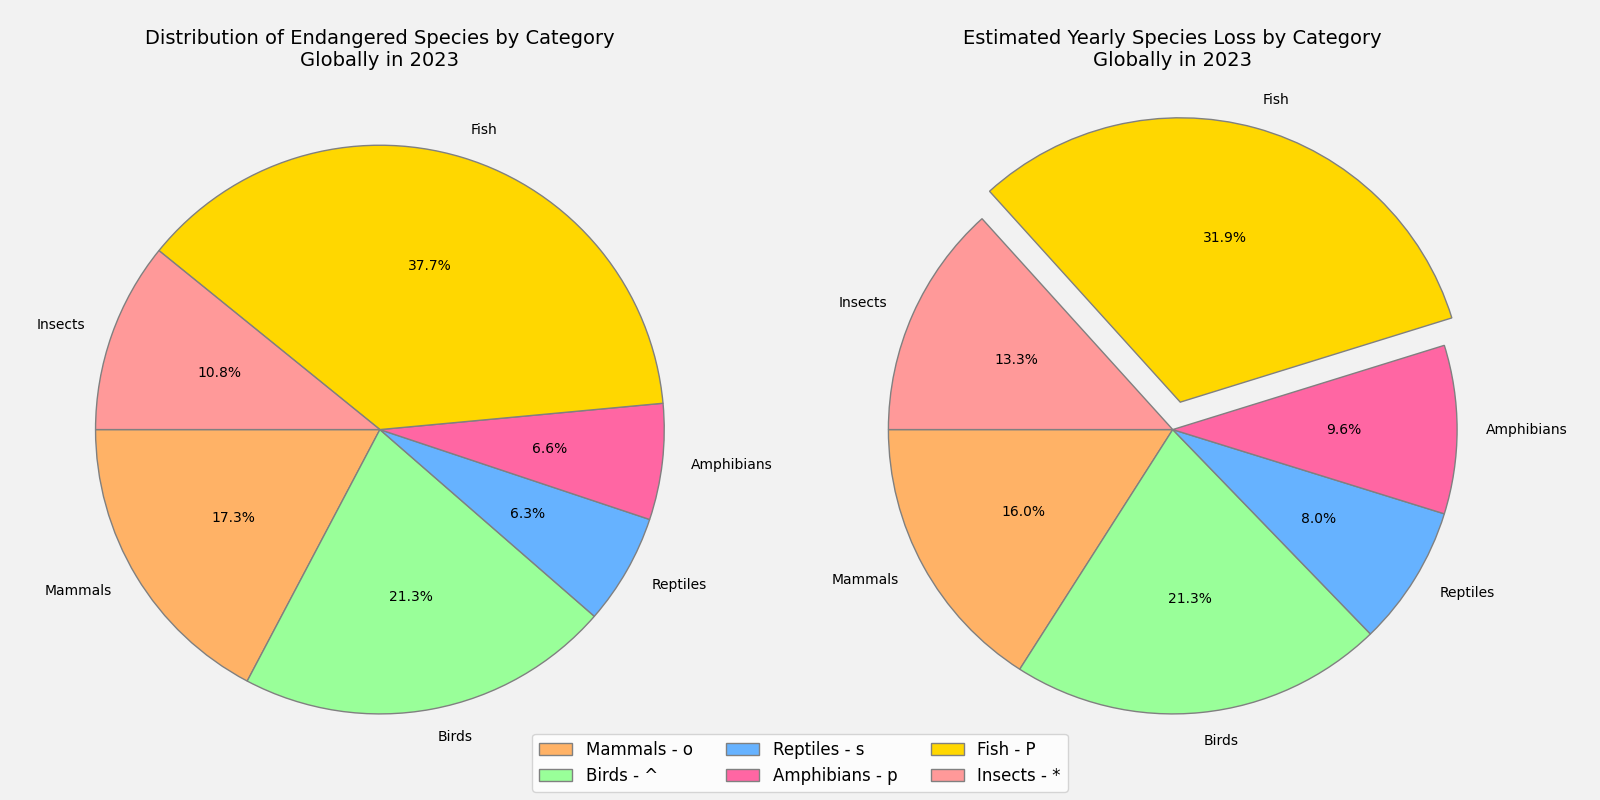 Distribution of Endangered Species by Category
Globally in 2023
Fish
37.7%
Insects
10.8%
6.6%
Amphibians
6.3%
17.3%
Reptiles
Mammals
21.3%
Birds
Estimated Yearly Species Loss by Category
Globally in 2023
Fish
31.9%
Insects
13.3%
9.6%
Amphibians
16.0%
8.0%
Mammals
Reptiles
21.3%
Birds
Mammals - o
Birds - ^
Reptiles - s
Amphibians - p
Fish - P
Insects - *